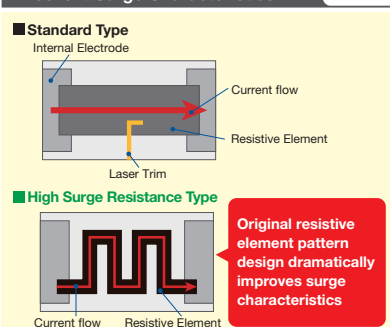 ■Standard Type
Internal Electrode
Current flow
Resistive Element
Laser Trim
■High Surge Resistance Type
Original resistive
element pattern
design dramatically
improves surge
characteristics
Current flow
Resistive Element